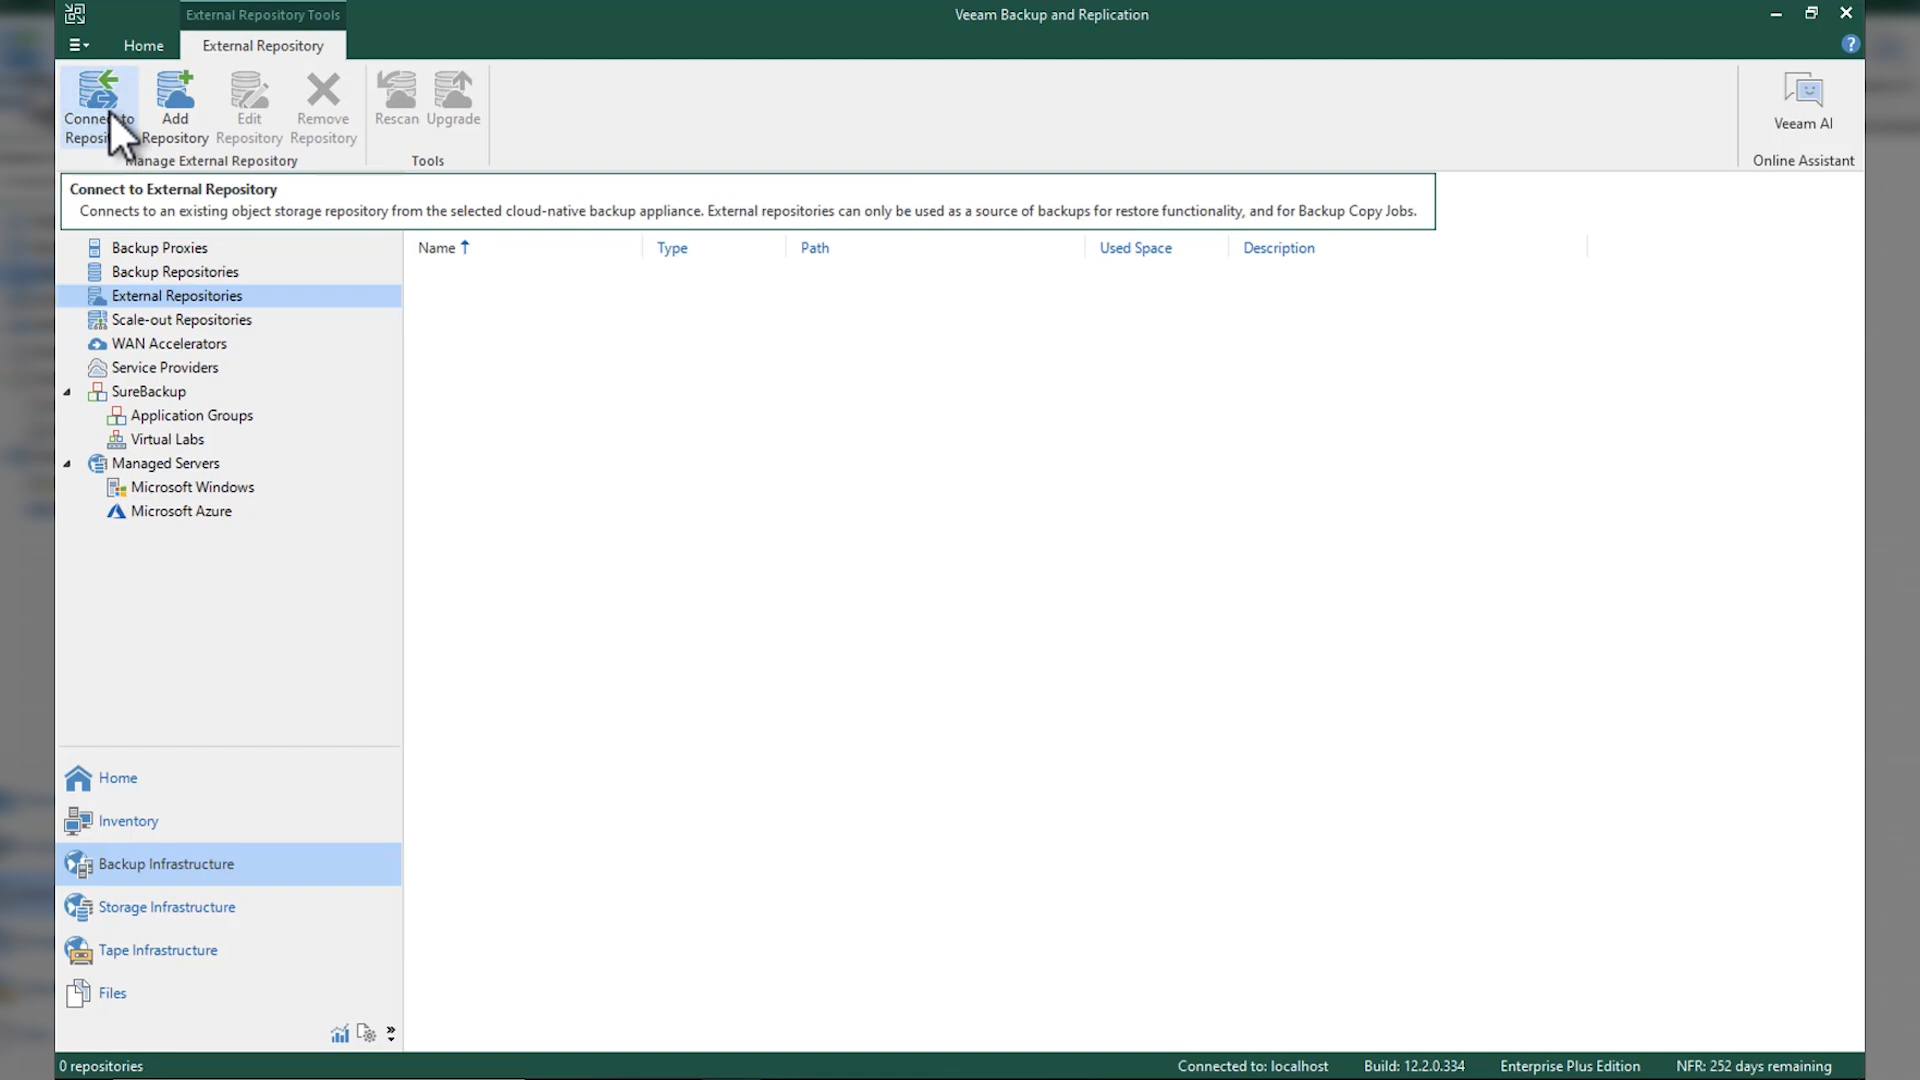 External Repository Tools
Veeam Backup and Replication
Home
External Repository
Connect to
Add
Repository
Edit
Repository
Remove
Repository
Rescan
Upgrade
Manage External Repository
Tools
Veeam AI
Online Assistant
Connect to External Repository
Connects to an existing object storage repository from the selected cloud-native backup appliance. External repositories can only be used as a source of backups for restore functionality, and for Backup Copy Jobs.
Backup Proxies
Backup Repositories
External Repositories
Scale-out Repositories
WAN Accelerators
Service Providers
SureBackup
Application Groups
Virtual Labs
Managed Servers
Microsoft Windows
Microsoft Azure
Name
Type
Path
Used Space
Description
Home
Inventory
Backup Infrastructure
Storage Infrastructure
Tape Infrastructure
Files
0 repositories
Connected to: localhost
Build: 12.2.0.334
Enterprise Plus Edition
NFR: 252 days remaining